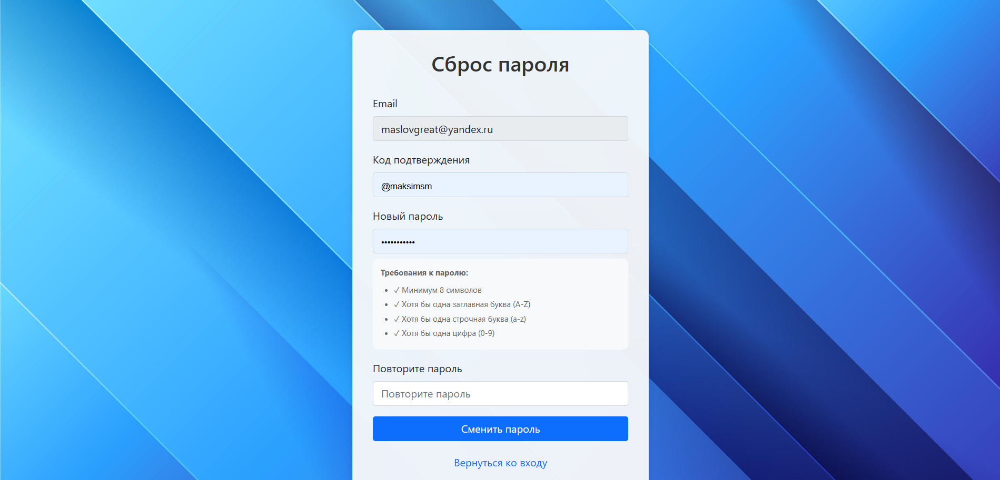 Сброс пароля
Email
maslovgreat@yandex.ru
Код подтверждения
@maksimsm
Новый пароль
•••••••••••
Требования к паролю:
• ✓ Минимум 8 символов
• ✓ Хотя бы одна заглавная буква (A-Z)
• ✓ Хотя бы одна строчная буква (a-z)
• ✓ Хотя бы одна цифра (0-9)
Повторите пароль
Повторите пароль
Сменить пароль
Вернуться ко входу